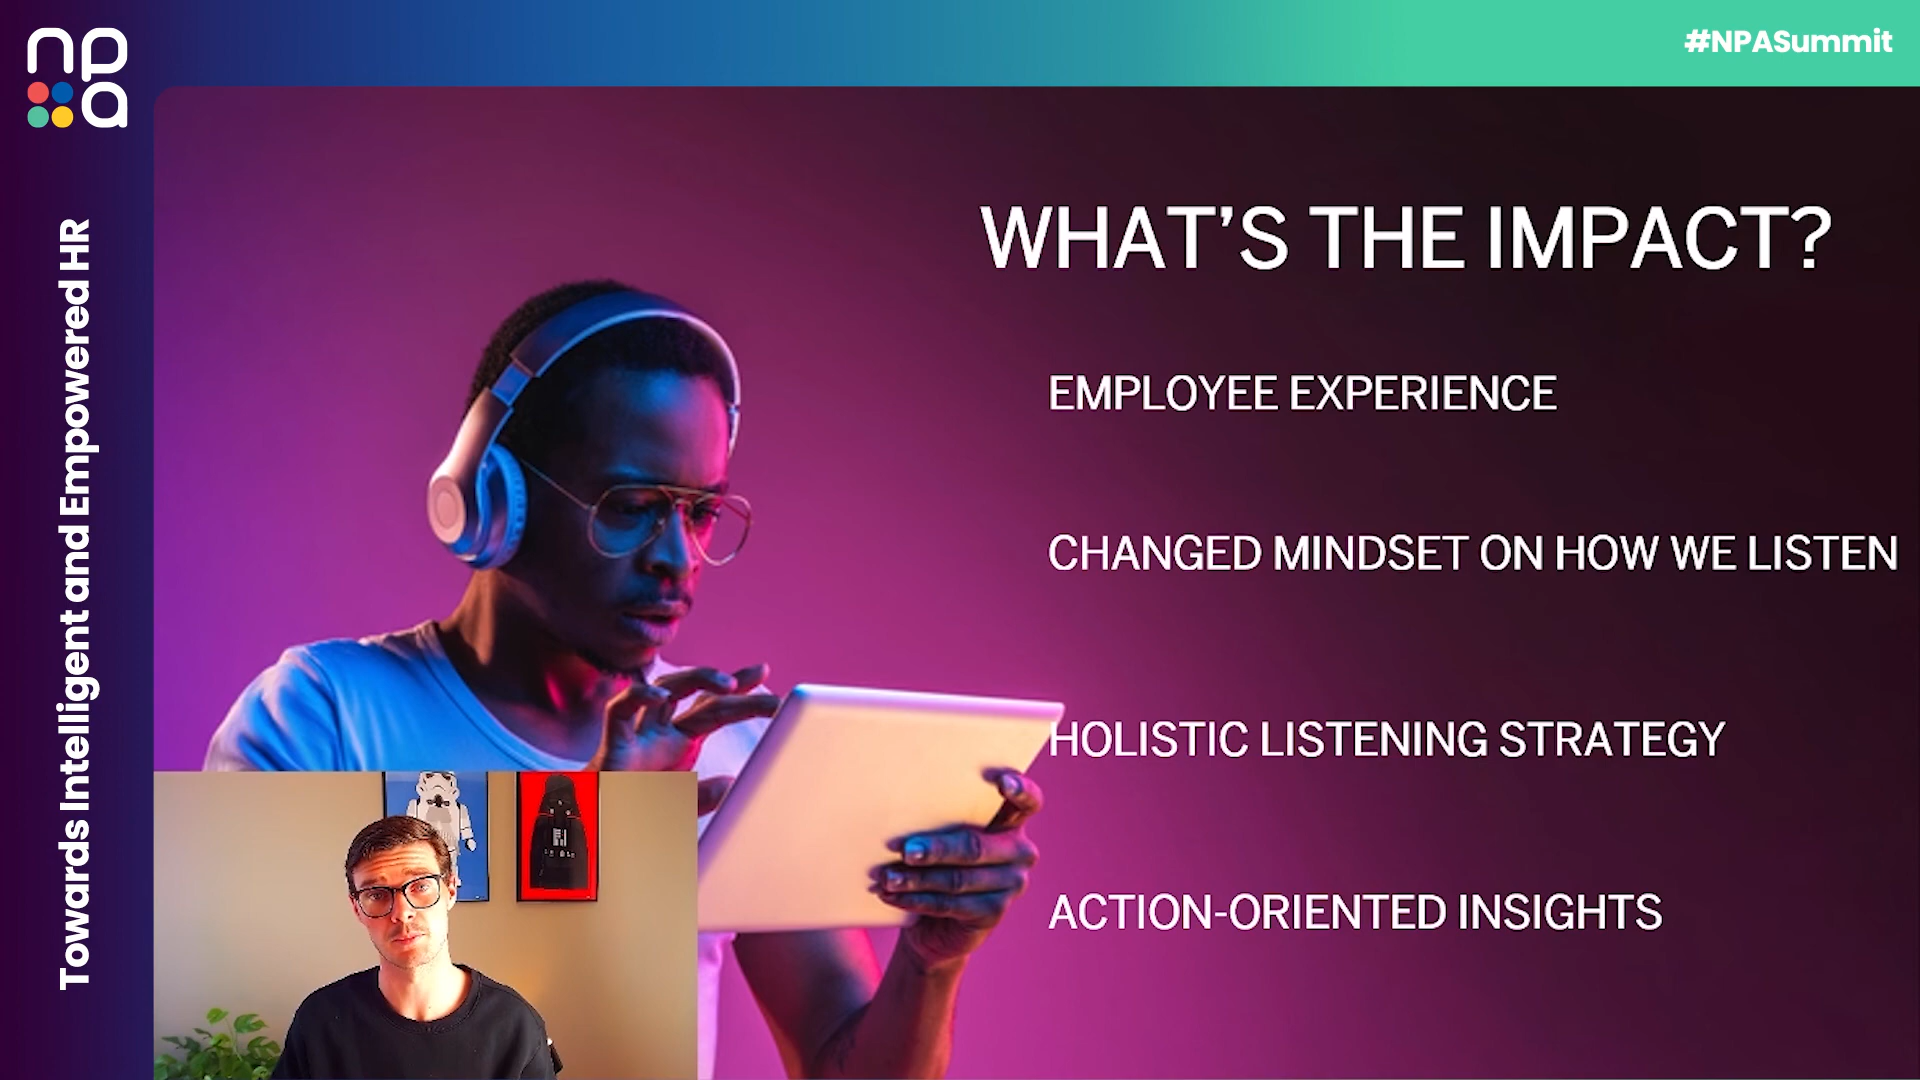 npa
#NPASummit
Towards Intelligent and Empowered HR
WHAT'S THE IMPACT?
EMPLOYEE EXPERIENCE
CHANGED MINDSET ON HOW WE LISTEN
HOLISTIC LISTENING STRATEGY
ACTION-ORIENTED INSIGHTS